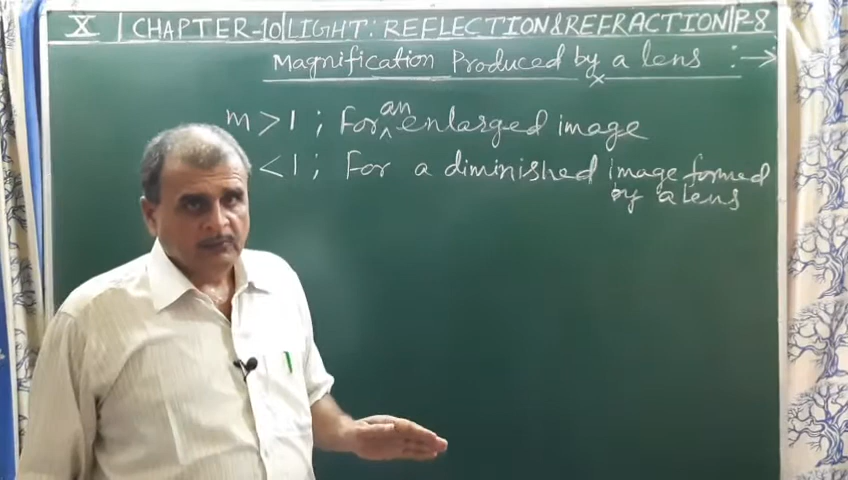 X | CHAPTER-10 | LIGHT: REFLECTION & REFRACTION | P-8
Magnification Produced by a lens :→
m > 1 ; For an enlarged image
< 1 ; For a diminished image formed
by a lens